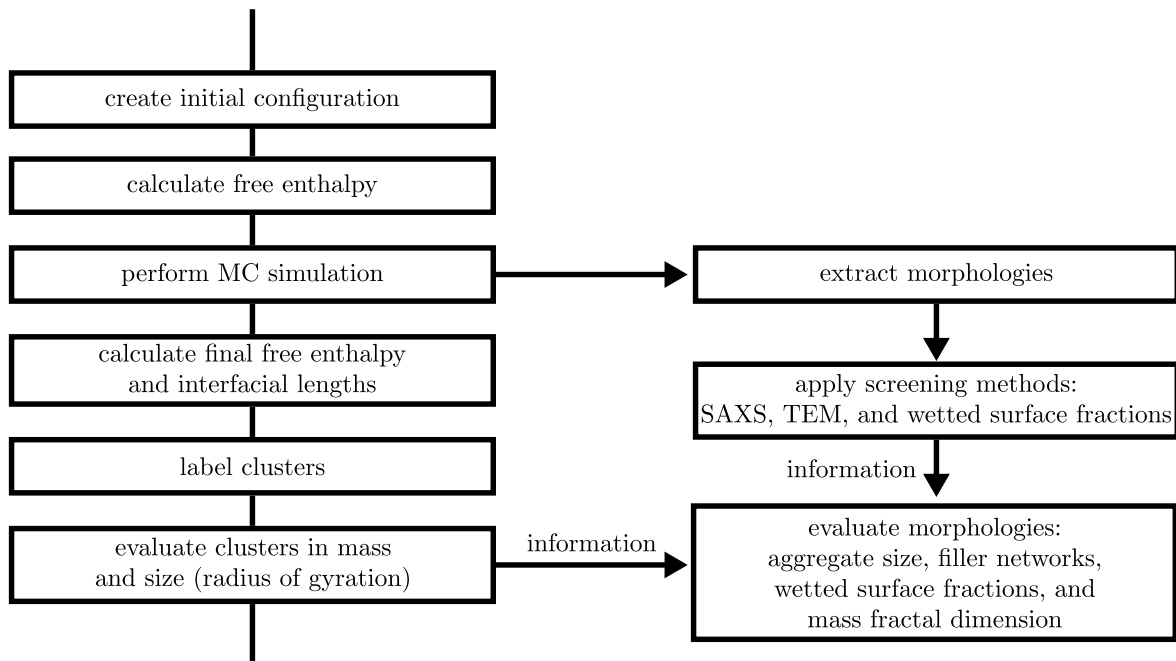 create initial configuration
calculate free enthalpy
perform MC simulation
extract morphologies
calculate final free enthalpy
and interfacial lengths
apply screening methods:
SAXS, TEM, and wetted surface fractions
label clusters
information
evaluate clusters in mass
and size (radius of gyration)
information
evaluate morphologies:
aggregate size, filler networks,
wetted surface fractions, and
mass fractal dimension